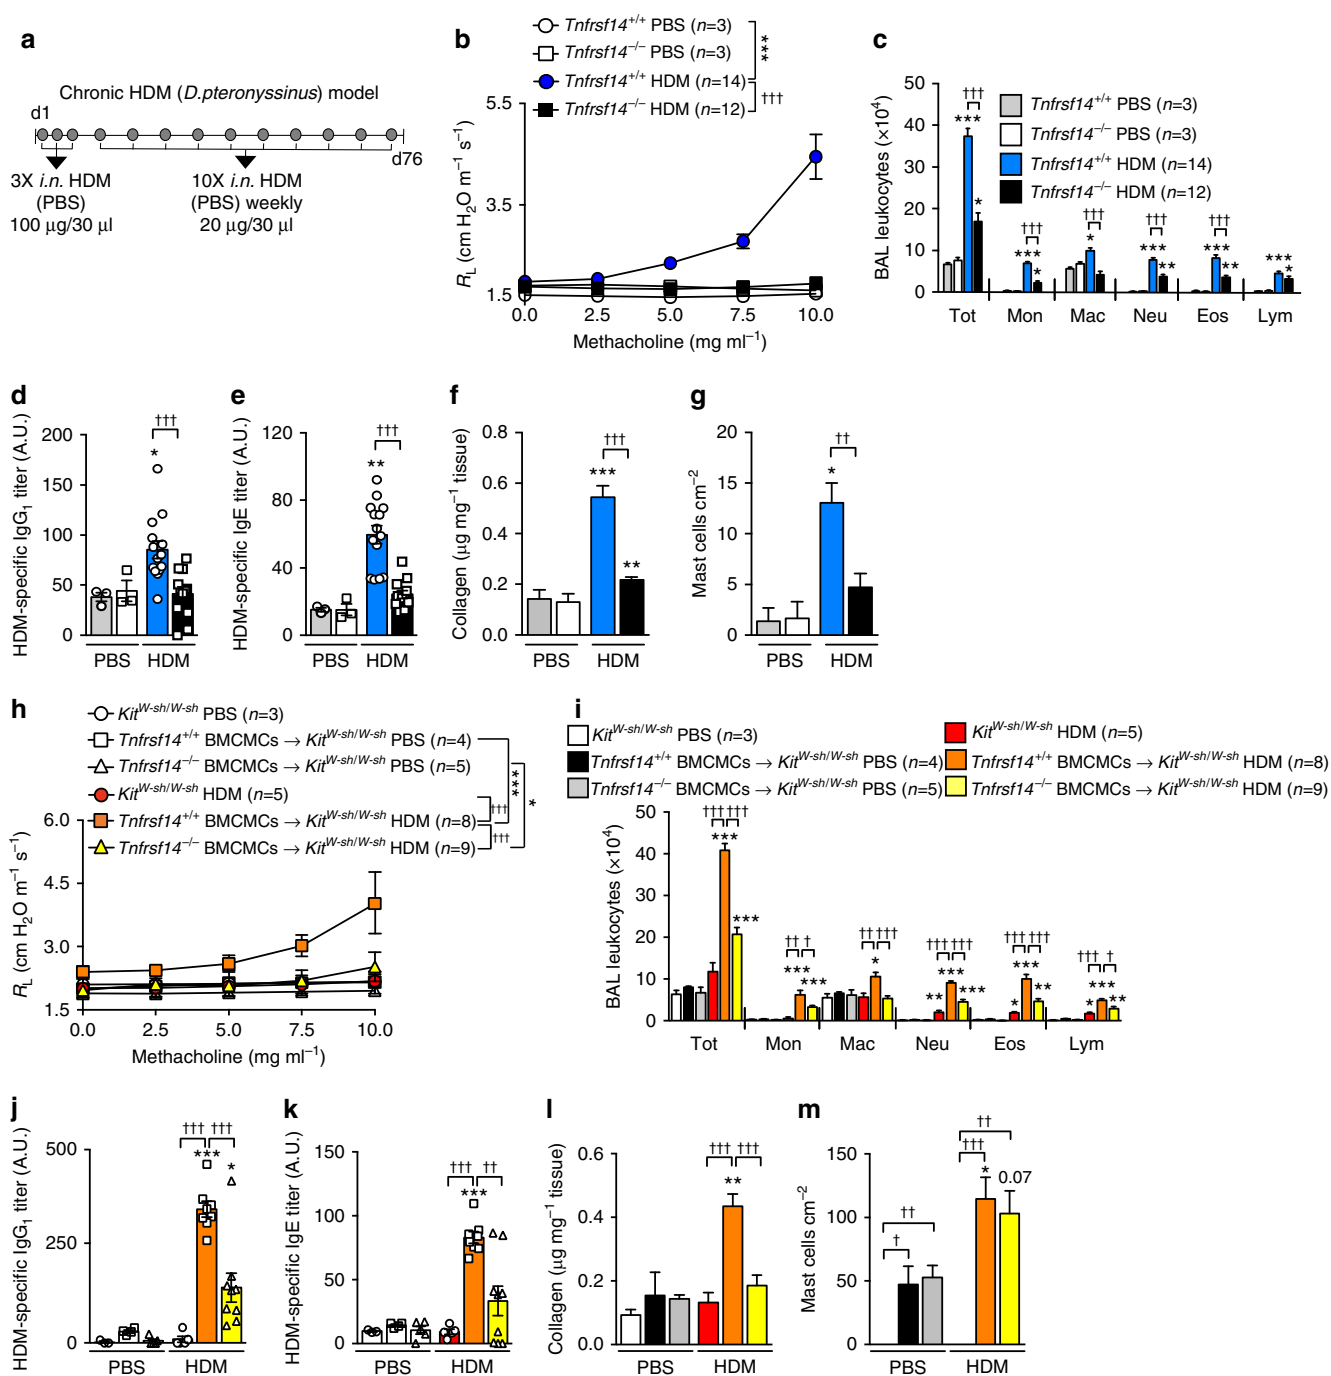 a
Chronic HDM (D.pteronyssinus) model
d1
d76
3X i.n. HDM
(PBS)
100 µg/30 µl
10X i.n. HDM
(PBS) weekly
20 µg/30 µl
b
Tnfrsf14+/+ PBS (n=3)
Tnfrsf14−/− PBS (n=3)
Tnfrsf14+/+ HDM (n=14)
Tnfrsf14−/− HDM (n=12)
***
†††
RL (cm H2O m−1 s−1)
5.5
3.5
1.5
0.0 2.5 5.0 7.5 10.0
Methacholine (mg ml−1)
c
BAL leukocytes (×10⁴)
50
40
30
20
10
0
Tnfrsf14+/+ PBS (n=3)
Tnfrsf14−/− PBS (n=3)
Tnfrsf14+/+ HDM (n=14)
Tnfrsf14−/− HDM (n=12)
†††
*** *
†††
*** *
†††
*
†††
*** **
†††
*** **
*** *
Tot Mon Mac Neu Eos Lym
d
HDM-specific IgG1 titer (A.U.)
200
150
100
50
0
†††
*
PBS HDM
e
HDM-specific IgE titer (A.U.)
120
80
40
0
†††
**
PBS HDM
f
Collagen (µg mg−1 tissue)
0.8
0.6
0.4
0.2
0.0
†††
*** **
PBS HDM
g
Mast cells cm−2
20
15
10
5
0
††
*
PBS HDM
h
KitW-sh/W-sh PBS (n=3)
Tnfrsf14+/+ BMCMCs → KitW-sh/W-sh PBS (n=4)
Tnfrsf14−/− BMCMCs → KitW-sh/W-sh PBS (n=5)
KitW-sh/W-sh HDM (n=5)
Tnfrsf14+/+ BMCMCs → KitW-sh/W-sh HDM (n=8)
Tnfrsf14−/− BMCMCs → KitW-sh/W-sh HDM (n=9)
†††
†††
***
*
RL (cm H2O m−1 s−1)
6.0
4.5
3.0
1.5
0.0 2.5 5.0 7.5 10.0
Methacholine (mg ml−1)
i
KitW-sh/W-sh PBS (n=3)
Tnfrsf14+/+ BMCMCs → KitW-sh/W-sh PBS (n=4)
Tnfrsf14−/− BMCMCs → KitW-sh/W-sh PBS (n=5)
KitW-sh/W-sh HDM (n=5)
Tnfrsf14+/+ BMCMCs → KitW-sh/W-sh HDM (n=8)
Tnfrsf14−/− BMCMCs → KitW-sh/W-sh HDM (n=9)
BAL leukocytes (×10⁴)
50
40
30
20
10
0
††† †††
*** ***
†† †
*** ***
†† †††
*
††† †††
** *** ***
††† †††
* *** **
††† †
* *** **
Tot Mon Mac Neu Eos Lym
j
HDM-specific IgG1 titer (A.U.)
500
250
0
††† †††
*** *
PBS HDM
k
HDM-specific IgE titer (A.U.)
150
100
50
0
††† ††
***
PBS HDM
l
Collagen (µg mg−1 tissue)
0.6
0.4
0.2
0.0
††† †††
**
PBS HDM
m
Mast cells cm−2
150
100
50
0
††
†
††
†††
* 0.07
PBS HDM